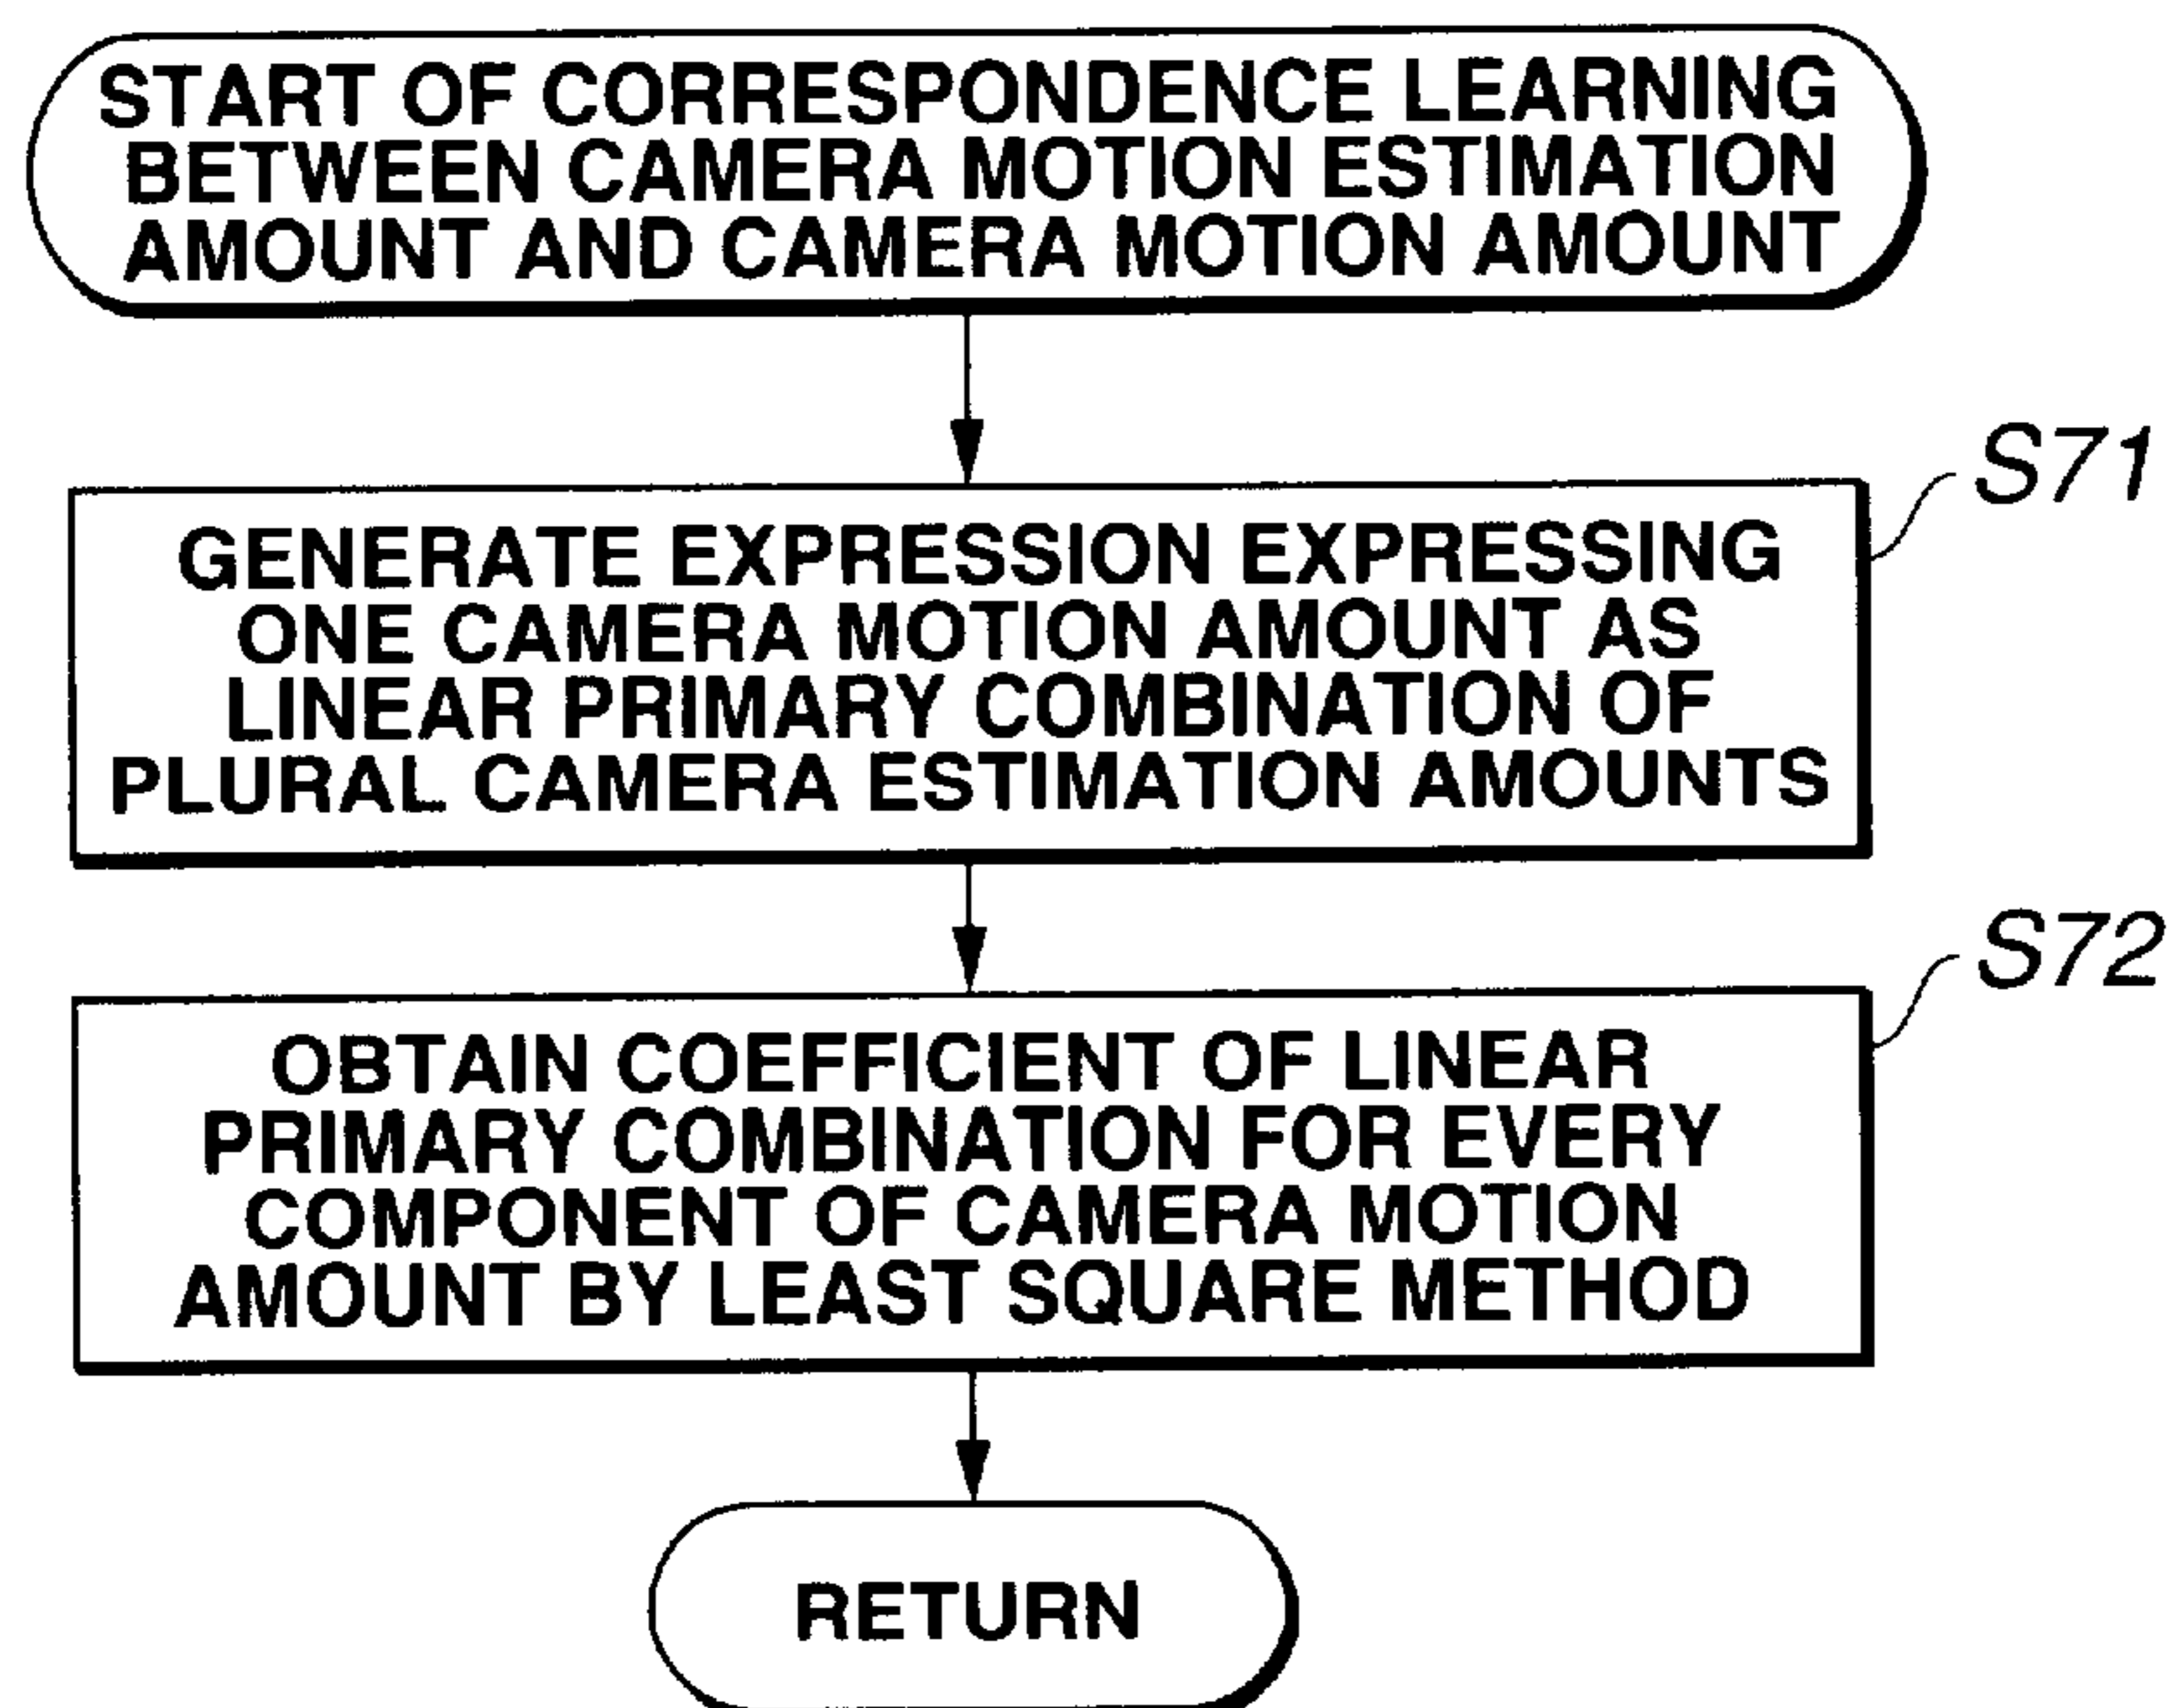 START OF CORRESPONDENCE LEARNING
BETWEEN CAMERA MOTION ESTIMATION
AMOUNT AND CAMERA MOTION AMOUNT
S71
GENERATE EXPRESSION EXPRESSING
ONE CAMERA MOTION AMOUNT AS
LINEAR PRIMARY COMBINATION OF
PLURAL CAMERA ESTIMATION AMOUNTS
S72
OBTAIN COEFFICIENT OF LINEAR
PRIMARY COMBINATION FOR EVERY
COMPONENT OF CAMERA MOTION
AMOUNT BY LEAST SQUARE METHOD
RETURN